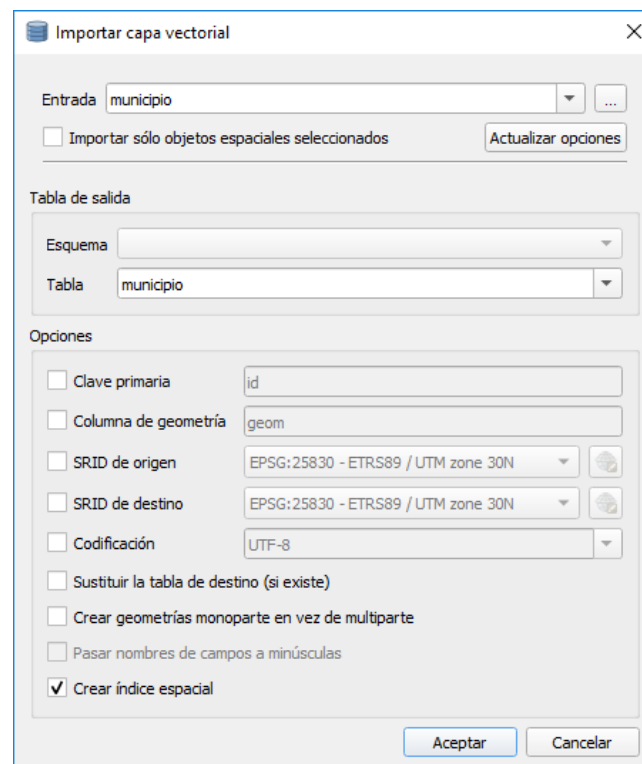 Importar capa vectorial
Entrada municipio ...
Importar sólo objetos espaciales seleccionados Actualizar opciones
Tabla de salida
Esquema
Tabla municipio
Opciones
Clave primaria id
Columna de geometría geom
SRID de origen EPSG:25830 - ETRS89 / UTM zone 30N
SRID de destino EPSG:25830 - ETRS89 / UTM zone 30N
Codificación UTF-8
Sustituir la tabla de destino (si existe)
Crear geometrías monoparte en vez de multiparte
Pasar nombres de campos a minúsculas
Crear índice espacial
Aceptar Cancelar